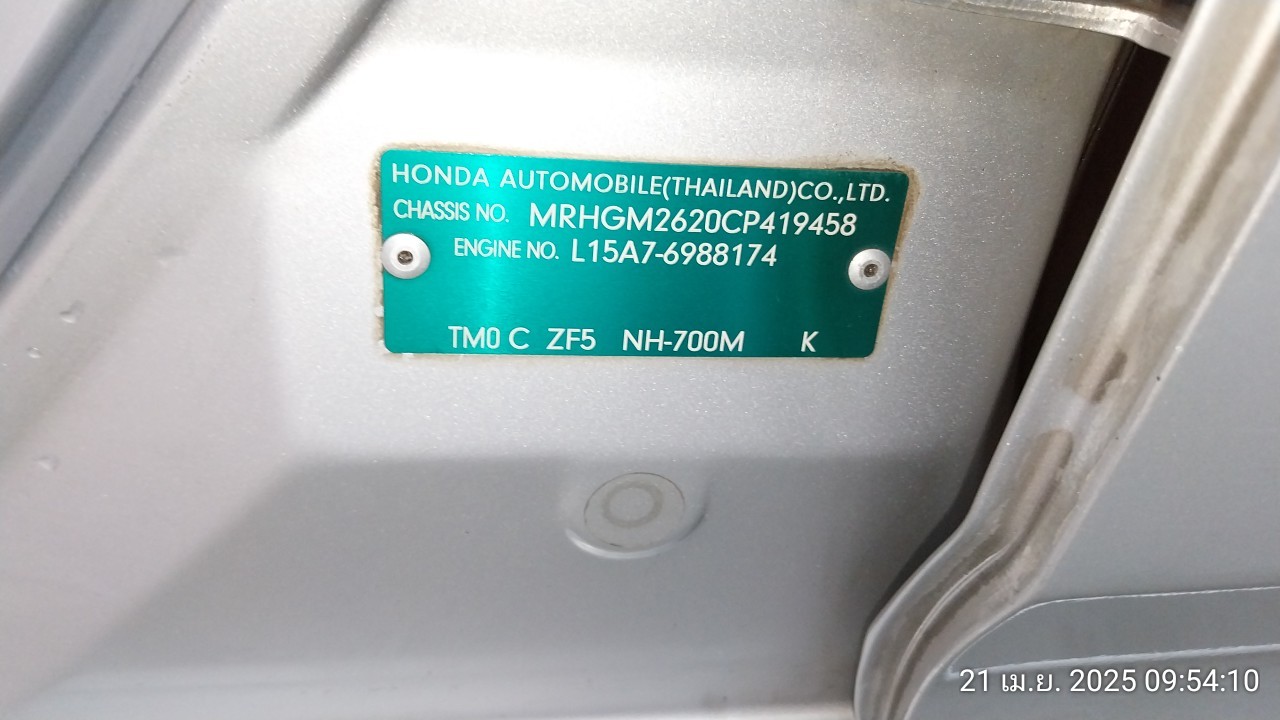 HONDA AUTOMOBILE(THAILAND)CO.,LTD.
CHASSIS NO. MRHGM2620CP419458
ENGINE NO. L15A7-6988174
TM0 C ZF5 NH-700M K
21 เม.ย. 2025 09:54:10